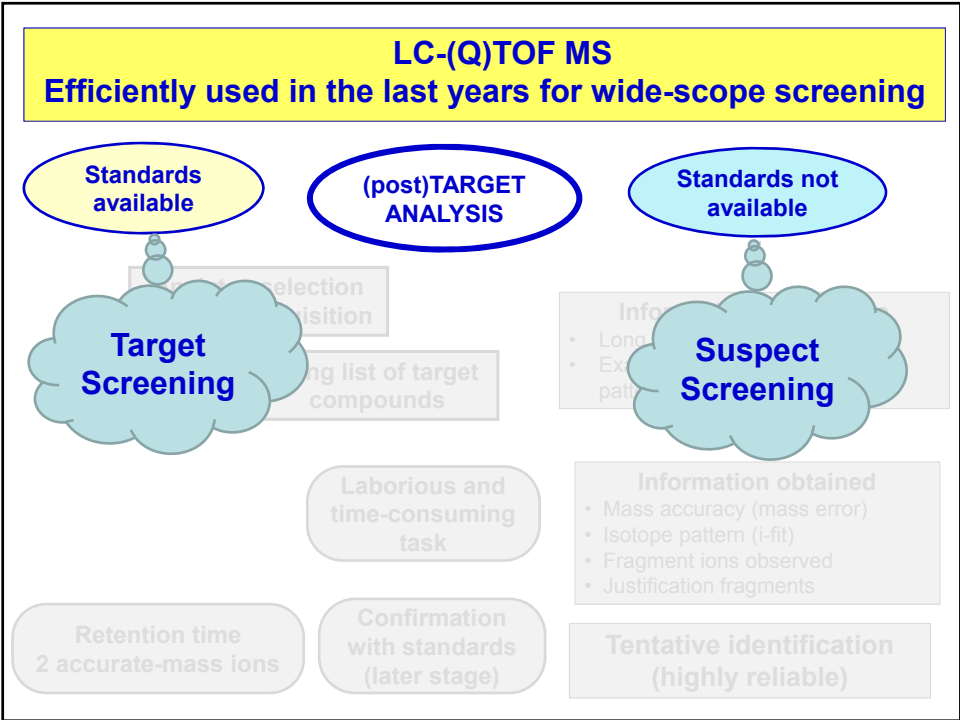 LC-(Q)TOF MS
Efficiently used in the last years for wide-scope screening
Standards
available
(post)TARGET
ANALYSIS
Standards not
available
selection
Target
Screening
list of target
compounds
Long
Suspect
Screening
Laborious and
time-consuming
task
Information obtained
• Mass accuracy (mass error)
• Isotope pattern (i-fit)
• Fragment ions observed
• Justification fragments
Retention time
2 accurate-mass ions
Confirmation
with standards
(later stage)
Tentative identification
(highly reliable)